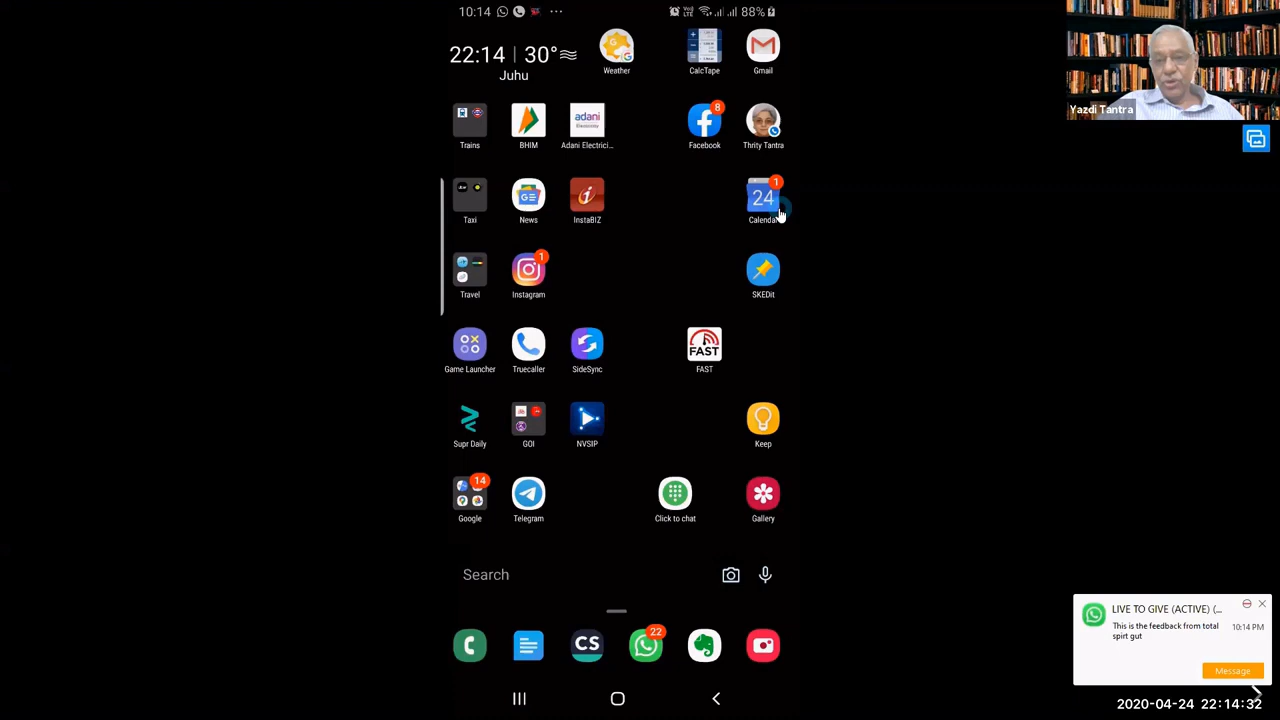 10:14
88%
22:14 | 30°
Juhu
Weather
CalcTape
Gmail
Yazdi Tantra
8
adani
Electricity
Trains
BHIM
Adani Electrici...
Facebook
Thrity Tantra
1
24
Taxi
News
InstaBIZ
Calendar
1
Travel
Instagram
SKEDit
FAST
Game Launcher
Truecaller
SideSync
FAST
Supr Daily
GOI
NVSIP
Keep
14
Google
Telegram
Click to chat
Gallery
Search
CS
22
LIVE TO GIVE (ACTIVE) (...
This is the feedback from total
spirt gut
10:14 PM
Message
2020-04-24 22:14:32